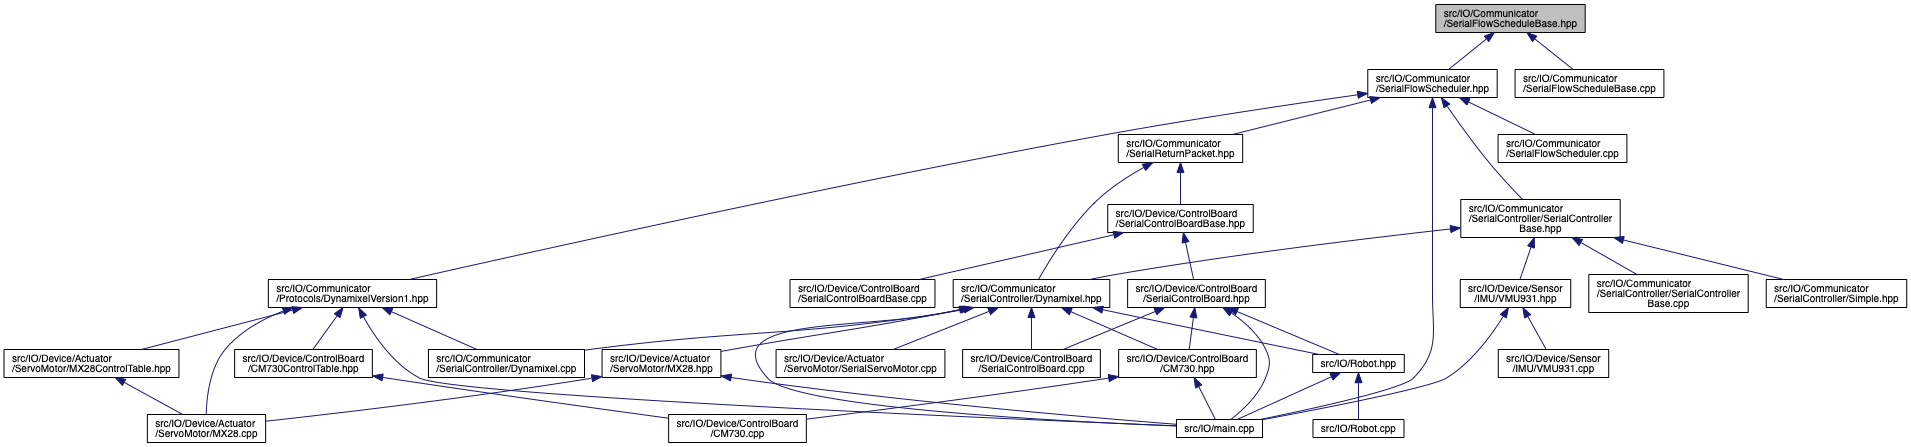 src/IO/Communicator
/SerialFlowScheduleBase.hpp
src/IO/Communicator
/SerialFlowScheduler.hpp
src/IO/Communicator
/SerialFlowScheduleBase.cpp
src/IO/Communicator
/SerialReturnPacket.hpp
src/IO/Communicator
/SerialFlowScheduler.cpp
src/IO/Device/ControlBoard
/SerialControlBoardBase.hpp
src/IO/Communicator
/SerialController/SerialController
Base.hpp
src/IO/Communicator
/Protocols/DynamixelVersion1.hpp
src/IO/Device/ControlBoard
/SerialControlBoardBase.cpp
src/IO/Communicator
/SerialController/Dynamixel.hpp
src/IO/Device/ControlBoard
/SerialControlBoard.hpp
src/IO/Device/Sensor
/IMU/VMU931.hpp
src/IO/Communicator
/SerialController/SerialController
Base.cpp
src/IO/Communicator
/SerialController/Simple.hpp
src/IO/Device/Actuator
/ServoMotor/MX28ControlTable.hpp
src/IO/Device/ControlBoard
/CM730ControlTable.hpp
src/IO/Communicator
/SerialController/Dynamixel.cpp
src/IO/Device/Actuator
/ServoMotor/MX28.hpp
src/IO/Device/Actuator
/ServoMotor/SerialServoMotor.cpp
src/IO/Device/ControlBoard
/SerialControlBoard.cpp
src/IO/Device/ControlBoard
/CM730.hpp
src/IO/Robot.hpp
src/IO/Device/Sensor
/IMU/VMU931.cpp
src/IO/Device/Actuator
/ServoMotor/MX28.cpp
src/IO/Device/ControlBoard
/CM730.cpp
src/IO/main.cpp
src/IO/Robot.cpp